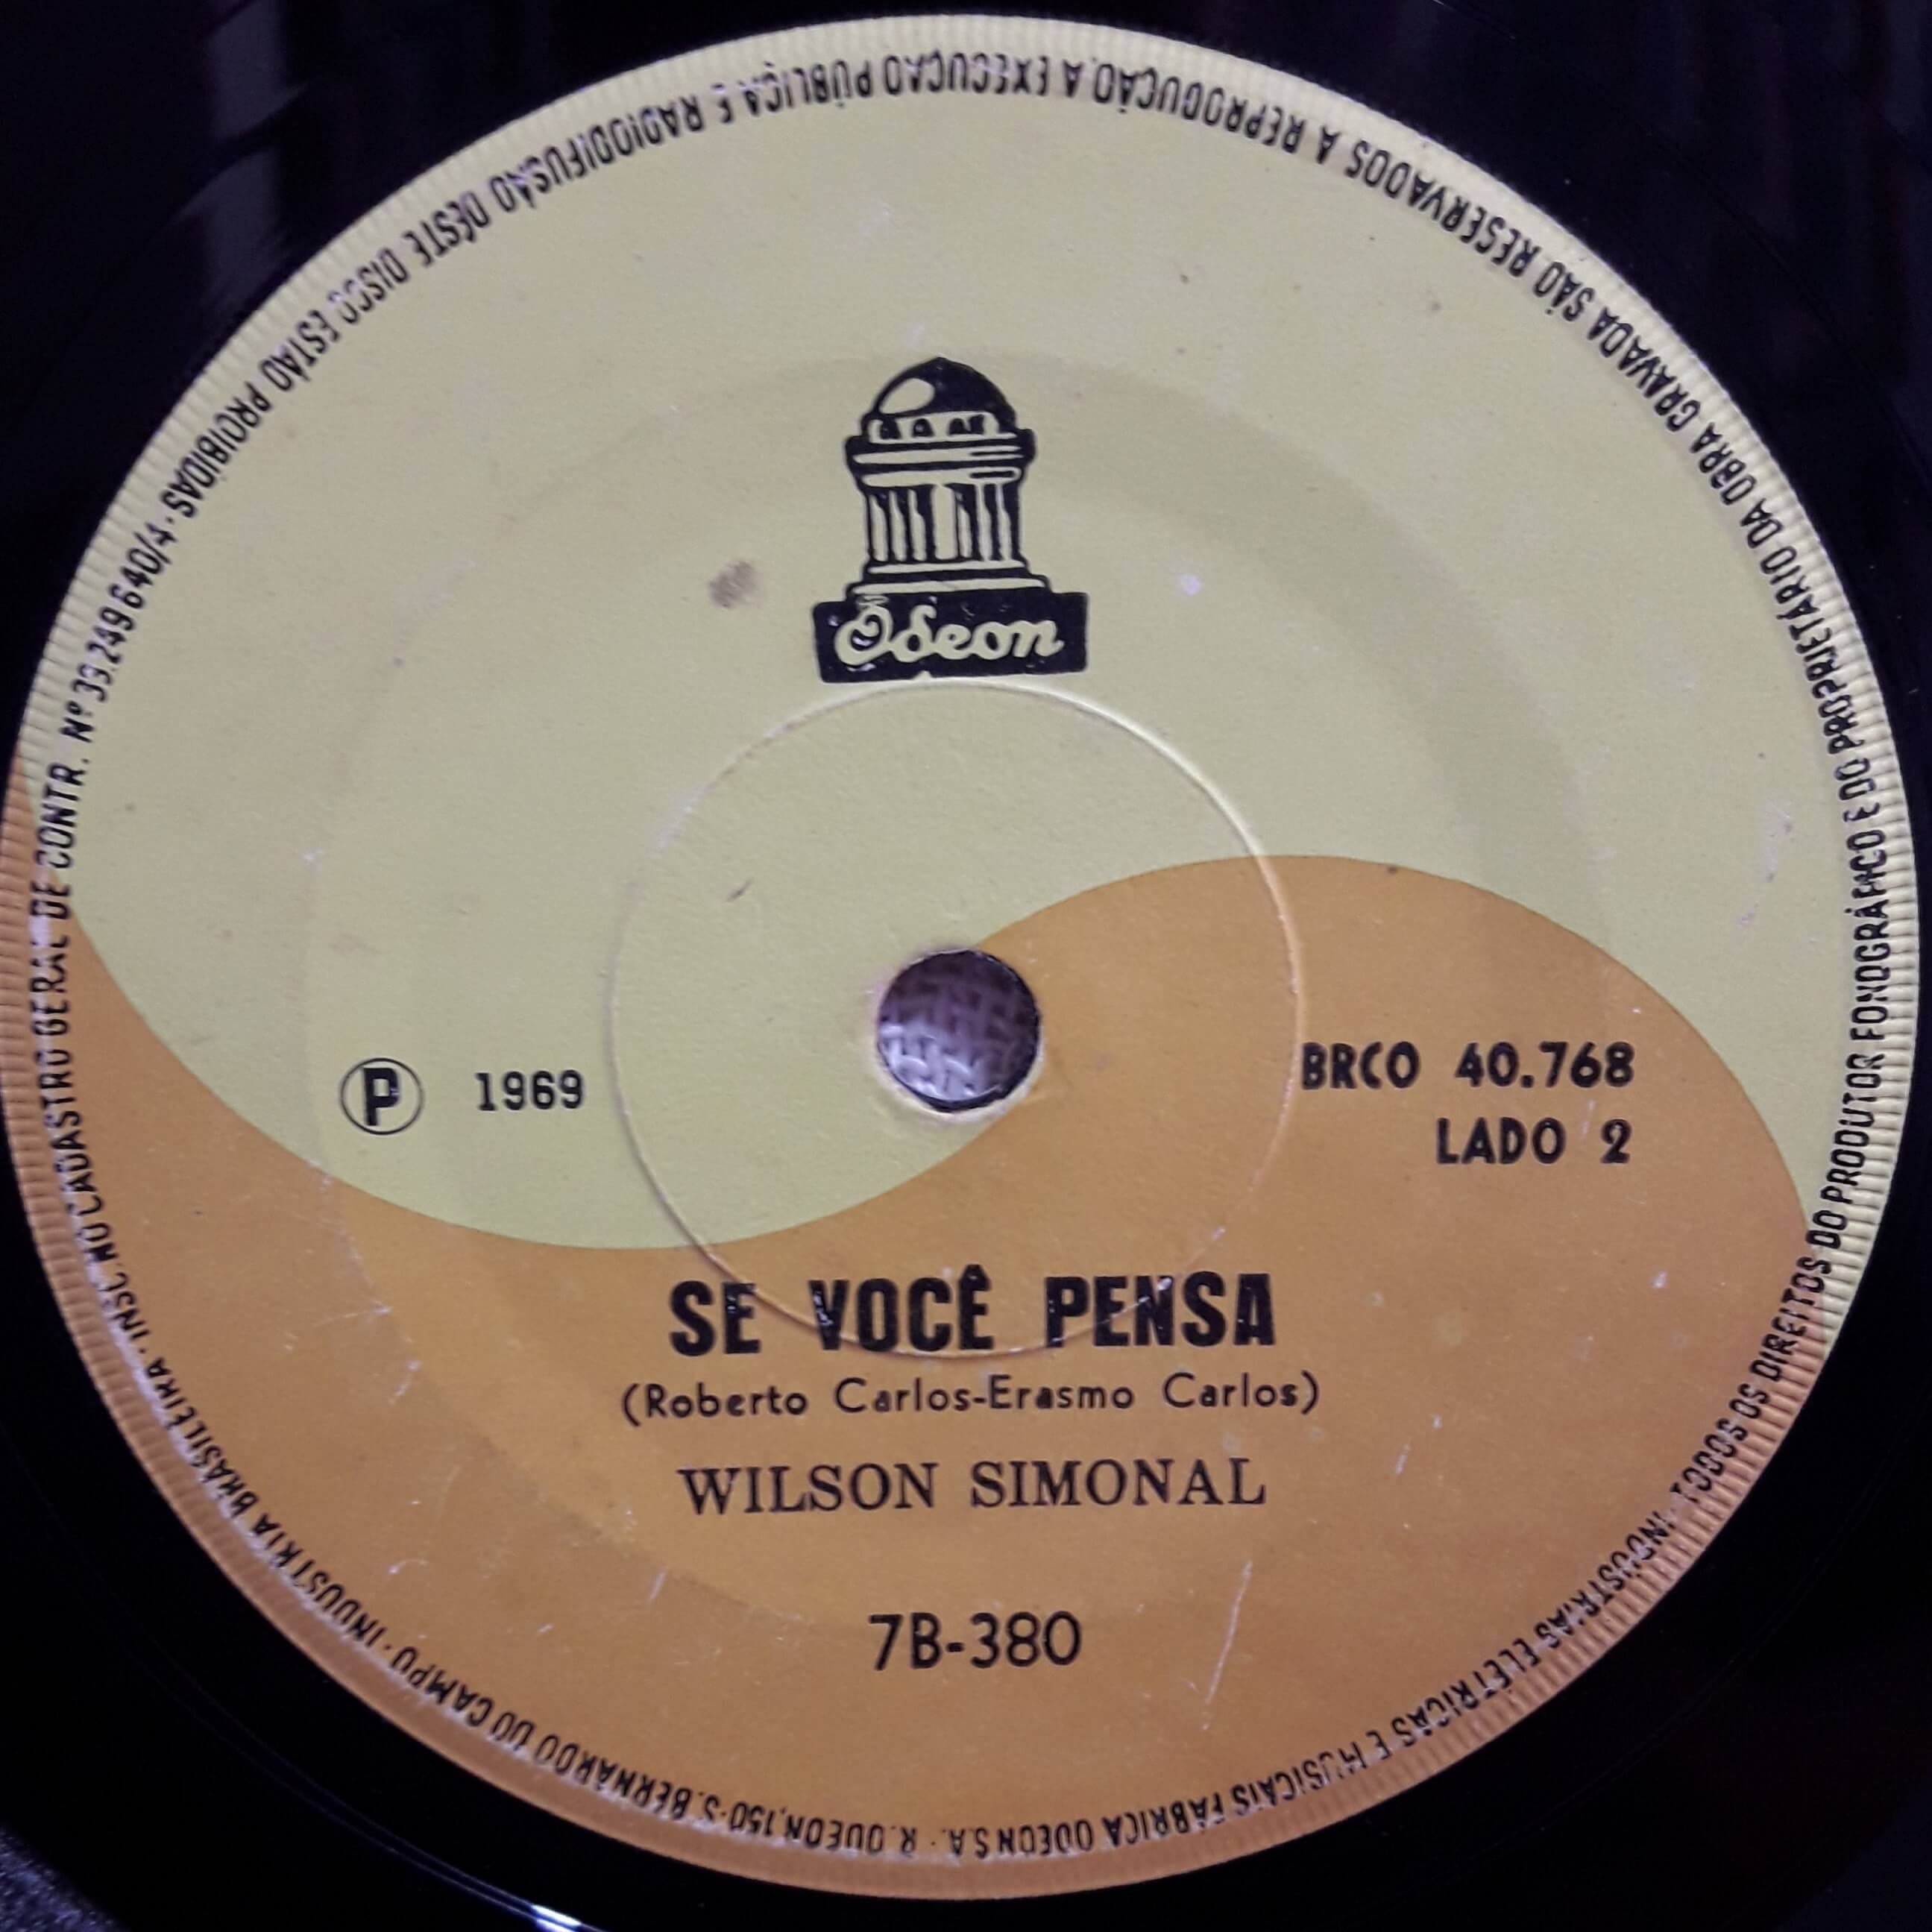 Odeon
Ⓟ 1969
BRCO 40.768
LADO 2
SE VOCÊ PENSA
(Roberto Carlos-Erasmo Carlos)
WILSON SIMONAL
7B-380
INDÚSTRIAS ELÉTRICAS E MUSICAIS FÁBRICA ODEON S.A. · R. ODEON, 150 · S. BERNARDO DO CAMPO · INDÚSTRIA BRASILEIRA · INSC. NO CADASTRO GERAL DE CONTR. Nº 33.249.640/4 · PROIBIDAS ESTÃO DISCO DÊSTE RADIODIFUSÃO E PÚBLICA EXECUÇÃO A REPRODUÇÃO, A RESERVADOS SÃO GRAVADA OBRA DA PROPRIETÁRIO DO E FONOGRÁFICO PRODUTOR DO DIREITOS OS TODOS